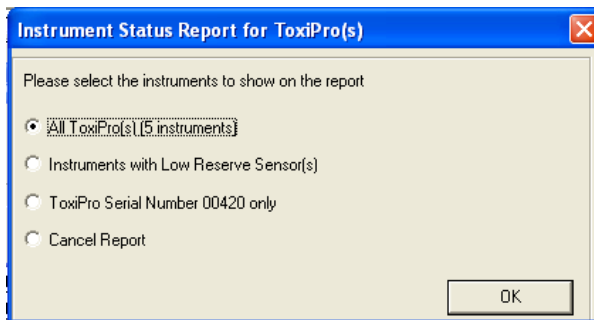 Instrument Status Report for ToxiPro(s)
Please select the instruments to show on the report
All ToxiPro(s) (5 instruments)
Instruments with Low Reserve Sensor(s)
ToxiPro Serial Number 00420 only
Cancel Report
OK